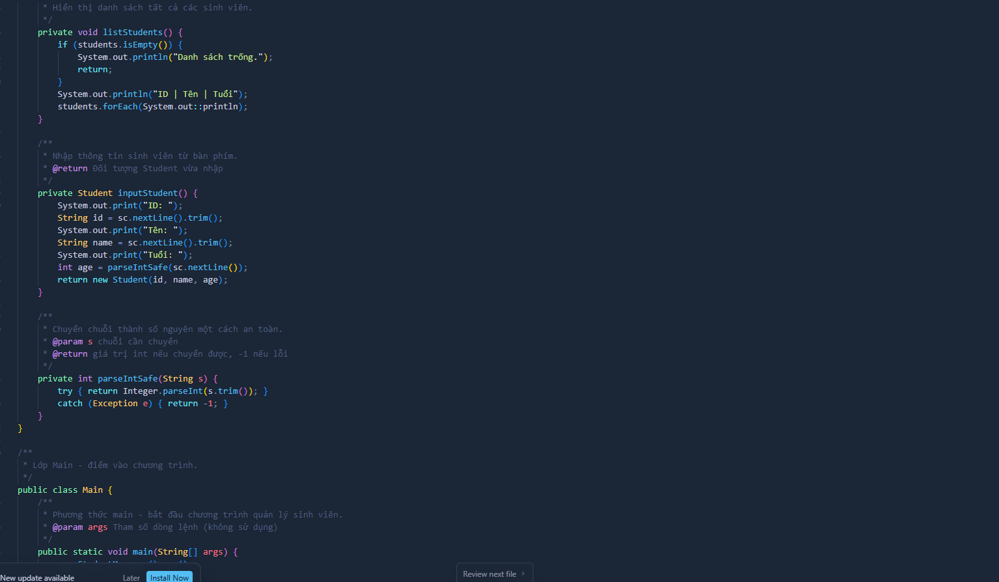 * Hiển thị danh sách tất cả các sinh viên.
*/
private void listStudents() {
if (students.isEmpty()) {
System.out.println("Danh sách trống.");
return;
}
System.out.println("ID | Tên | Tuổi");
students.forEach(System.out::println);
}
/**
* Nhập thông tin sinh viên từ bàn phím.
* @return Đối tượng Student vừa nhập
*/
private Student inputStudent() {
System.out.print("ID: ");
String id = sc.nextLine().trim();
System.out.print("Tên: ");
String name = sc.nextLine().trim();
System.out.print("Tuổi: ");
int age = parseIntSafe(sc.nextLine());
return new Student(id, name, age);
}
/**
* Chuyển chuỗi thành số nguyên một cách an toàn.
* @param s chuỗi cần chuyển
* @return giá trị int nếu chuyển được, -1 nếu lỗi
*/
private int parseIntSafe(String s) {
try { return Integer.parseInt(s.trim()); }
catch (Exception e) { return -1; }
}
}
/**
* Lớp Main - điểm vào chương trình.
*/
public class Main {
/**
* Phương thức main - bắt đầu chương trình quản lý sinh viên.
* @param args Tham số dòng lệnh (không sử dụng)
*/
public static void main(String[] args) {
New update available
Later
Install Now
Review next file